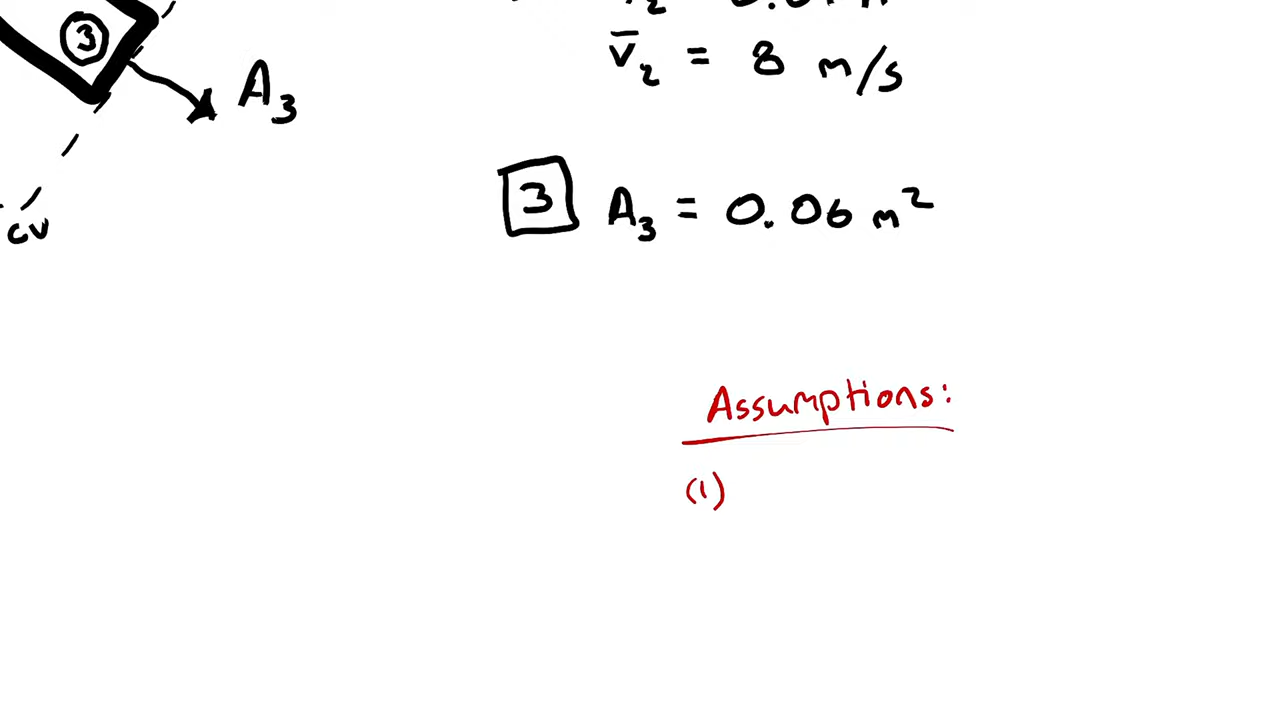 V̄₂ = 8 m/s
3
A₃
3 A₃ = 0.06 m²
CV
Assumptions:
(1)